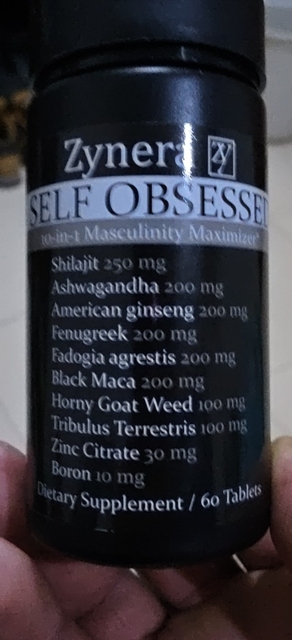 Zynera ZY
SELF OBSESSED
10-in-1 Masculinity Maximizer
Shilajit 250 mg
Ashwagandha 200 mg
American ginseng 200 mg
Fenugreek 200 mg
Fadogia agrestis 200 mg
Black Maca 200 mg
Horny Goat Weed 100 mg
Tribulus Terrestris 100 mg
Zinc Citrate 30 mg
Boron 10 mg
Dietary Supplement / 60 Tablets